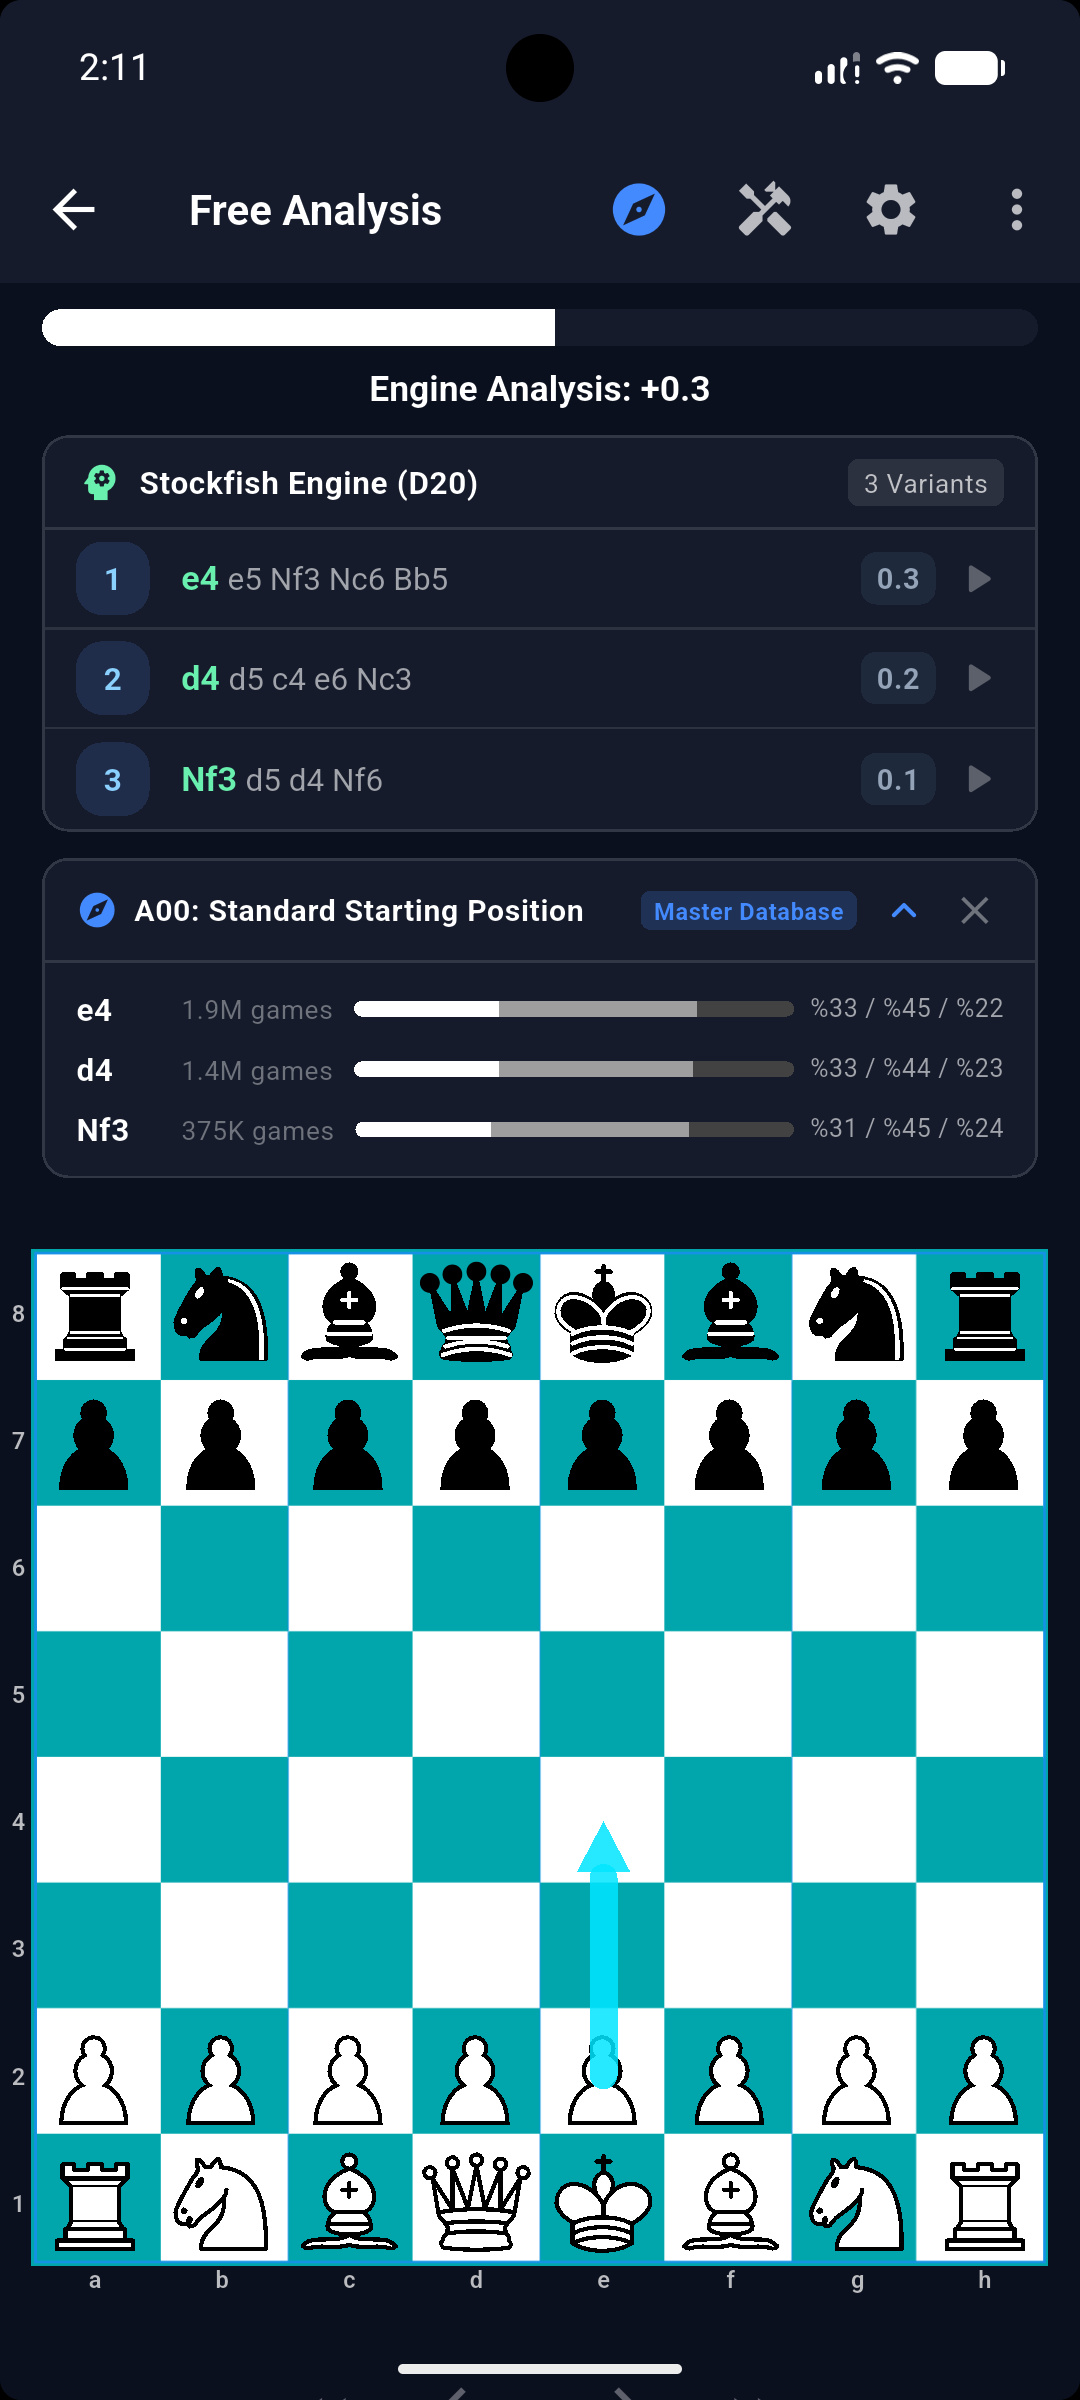 2:11
Free Analysis
Engine Analysis: +0.3
Stockfish Engine (D20) 3 Variants
1 e4 e5 Nf3 Nc6 Bb5 0.3
2 d4 d5 c4 e6 Nc3 0.2
3 Nf3 d5 d4 Nf6 0.1
A00: Standard Starting Position Master Database
e4 1.9M games %33 / %45 / %22
d4 1.4M games %33 / %44 / %23
Nf3 375K games %31 / %45 / %24
8
7
6
5
4
3
2
1
a b c d e f g h